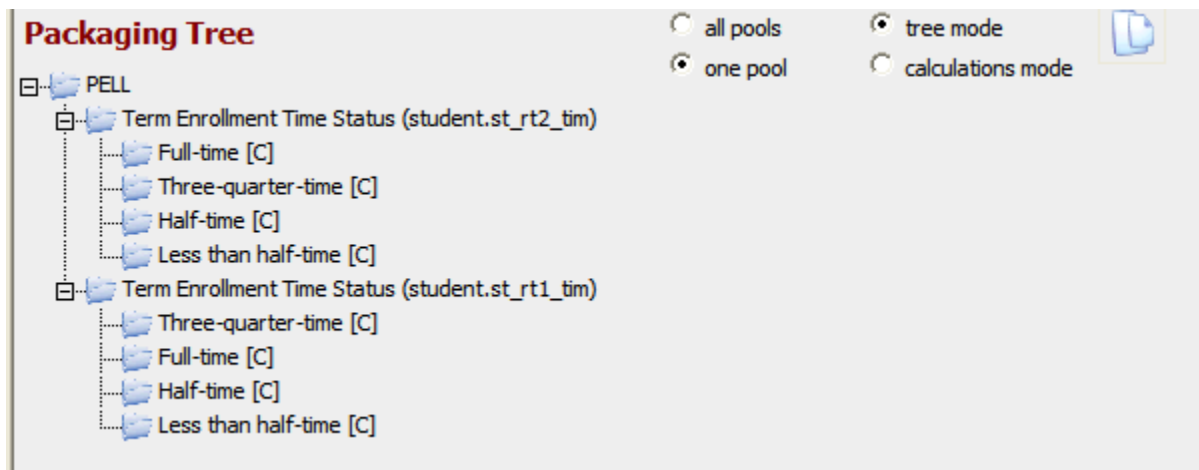 Packaging Tree
all pools
tree mode
one pool
calculations mode
PELL
Term Enrollment Time Status (student.st_rt2_tim)
Full-time [C]
Three-quarter-time [C]
Half-time [C]
Less than half-time [C]
Term Enrollment Time Status (student.st_rt1_tim)
Three-quarter-time [C]
Full-time [C]
Half-time [C]
Less than half-time [C]